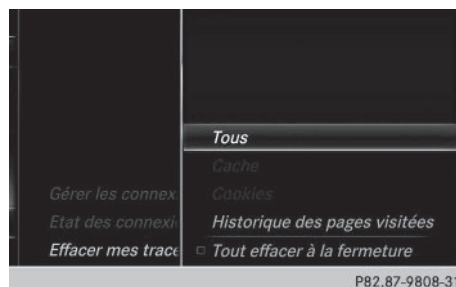 Tous
Cache
Cookies
Gérer les connex
Historique des pages visitées
Etat des connexi
Tout effacer à la fermeture
Effacer mes trace
P82.87-9808-31